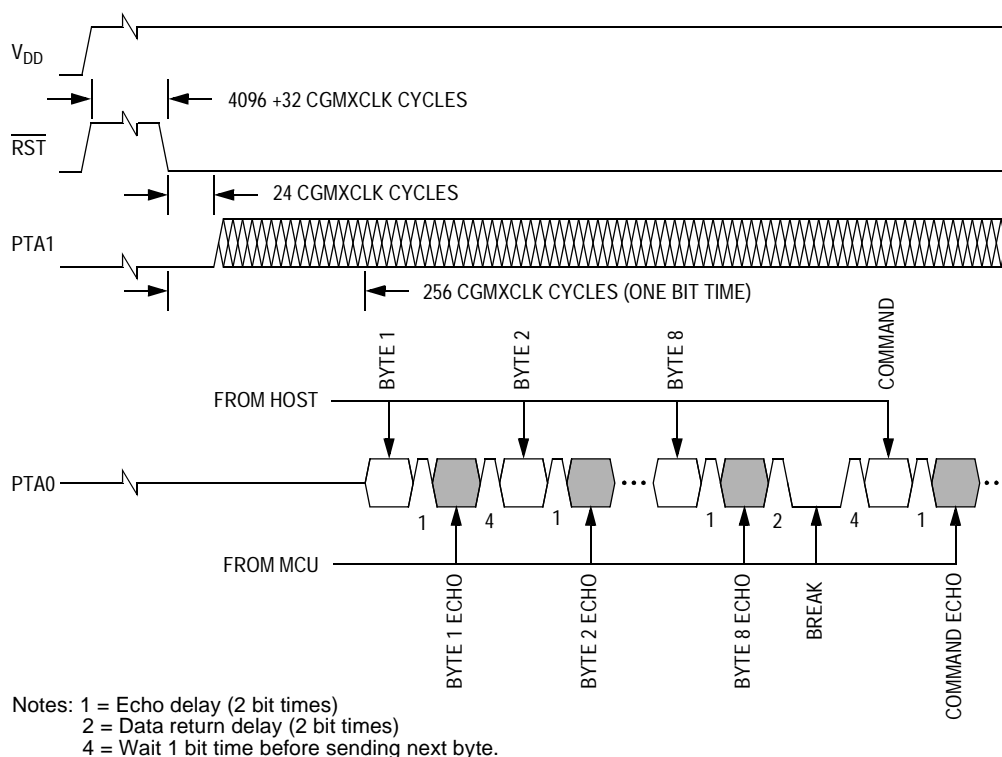 VDD
4096 +32 CGMXCLK CYCLES
RST
24 CGMXCLK CYCLES
PTA1
256 CGMXCLK CYCLES (ONE BIT TIME)
BYTE 1
BYTE 2
BYTE 8
COMMAND
FROM HOST
PTA0
1
4
1
1
2
4
1
FROM MCU
BYTE 1 ECHO
BYTE 2 ECHO
BYTE 8 ECHO
BREAK
COMMAND ECHO
Notes: 1 = Echo delay (2 bit times)
2 = Data return delay (2 bit times)
4 = Wait 1 bit time before sending next byte.